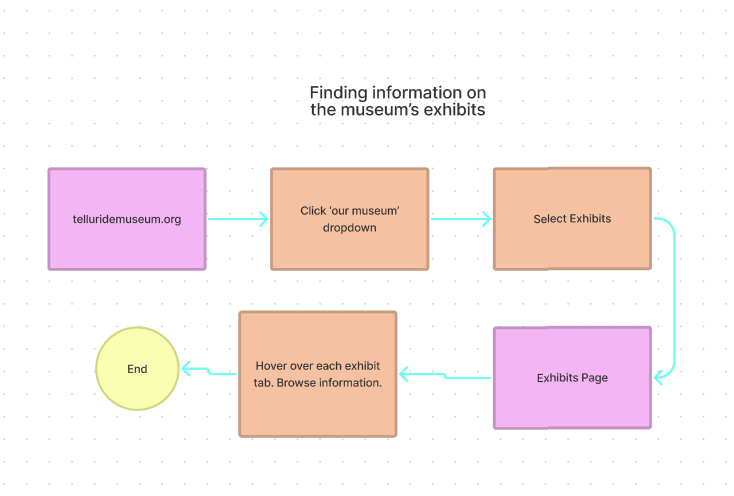 Finding information on
the museum's exhibits
telluridemuseum.org
Click ‘our museum’
dropdown
Select Exhibits
Exhibits Page
Hover over each exhibit
tab. Browse information.
End